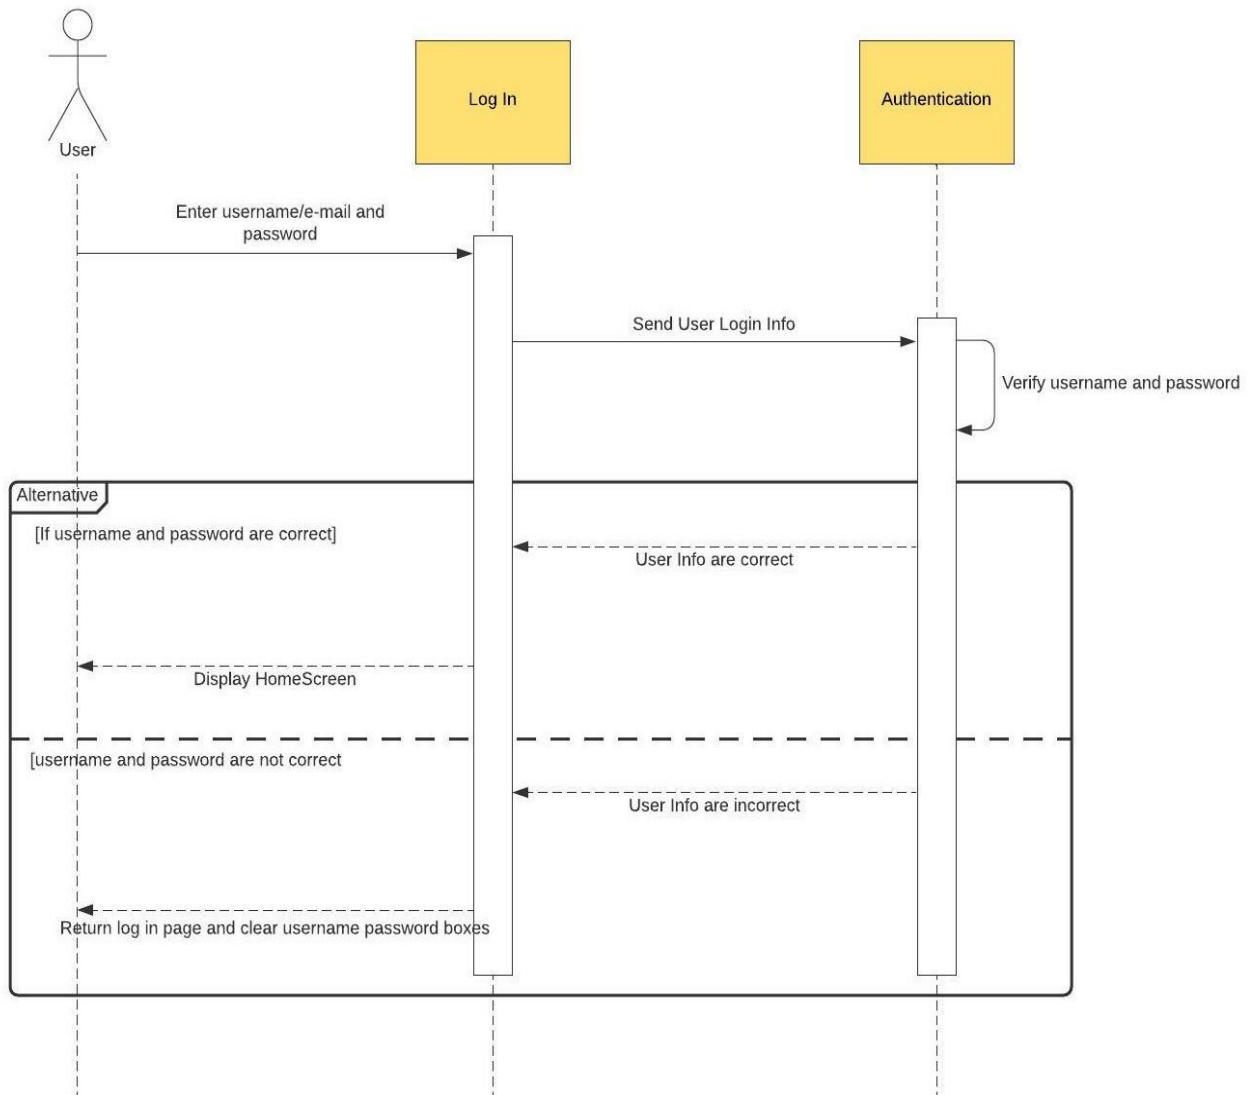 User
Log In
Authentication
Enter username/e-mail and
password
Send User Login Info
Verify username and password
Alternative
[If username and password are correct]
User Info are correct
Display HomeScreen
[username and password are not correct
User Info are incorrect
Return log in page and clear username password boxes